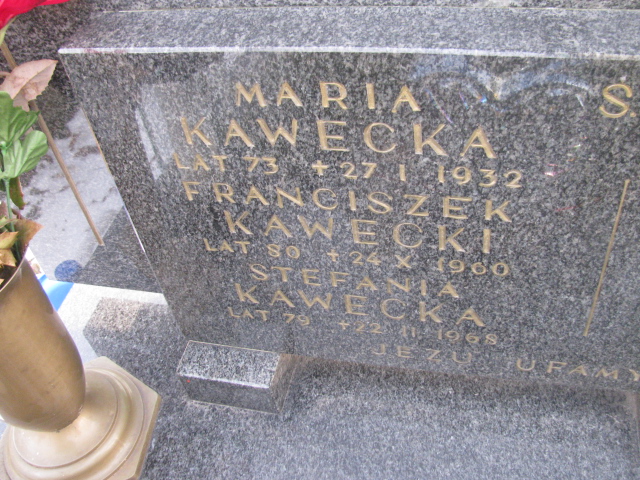 MARIA
KAWECKA
LAT 73 +27 I 1932
FRANCISZEK
KAWECKI
LAT 80 +24 X 1960
STEFANIA
KAWECKA
LAT 79 +22 II 1968
JEZU UFAMY
S.